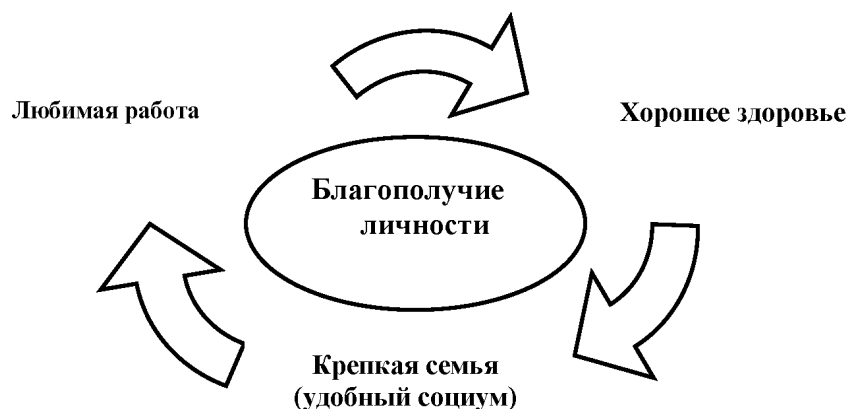 Любимая работа
Хорошее здоровье
Благополучие
личности
Крепкая семья
(удобный социум)